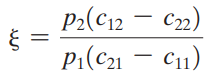 ξ = p₂(c₁₂ − c₂₂) / p₁(c₂₁ − c₁₁)